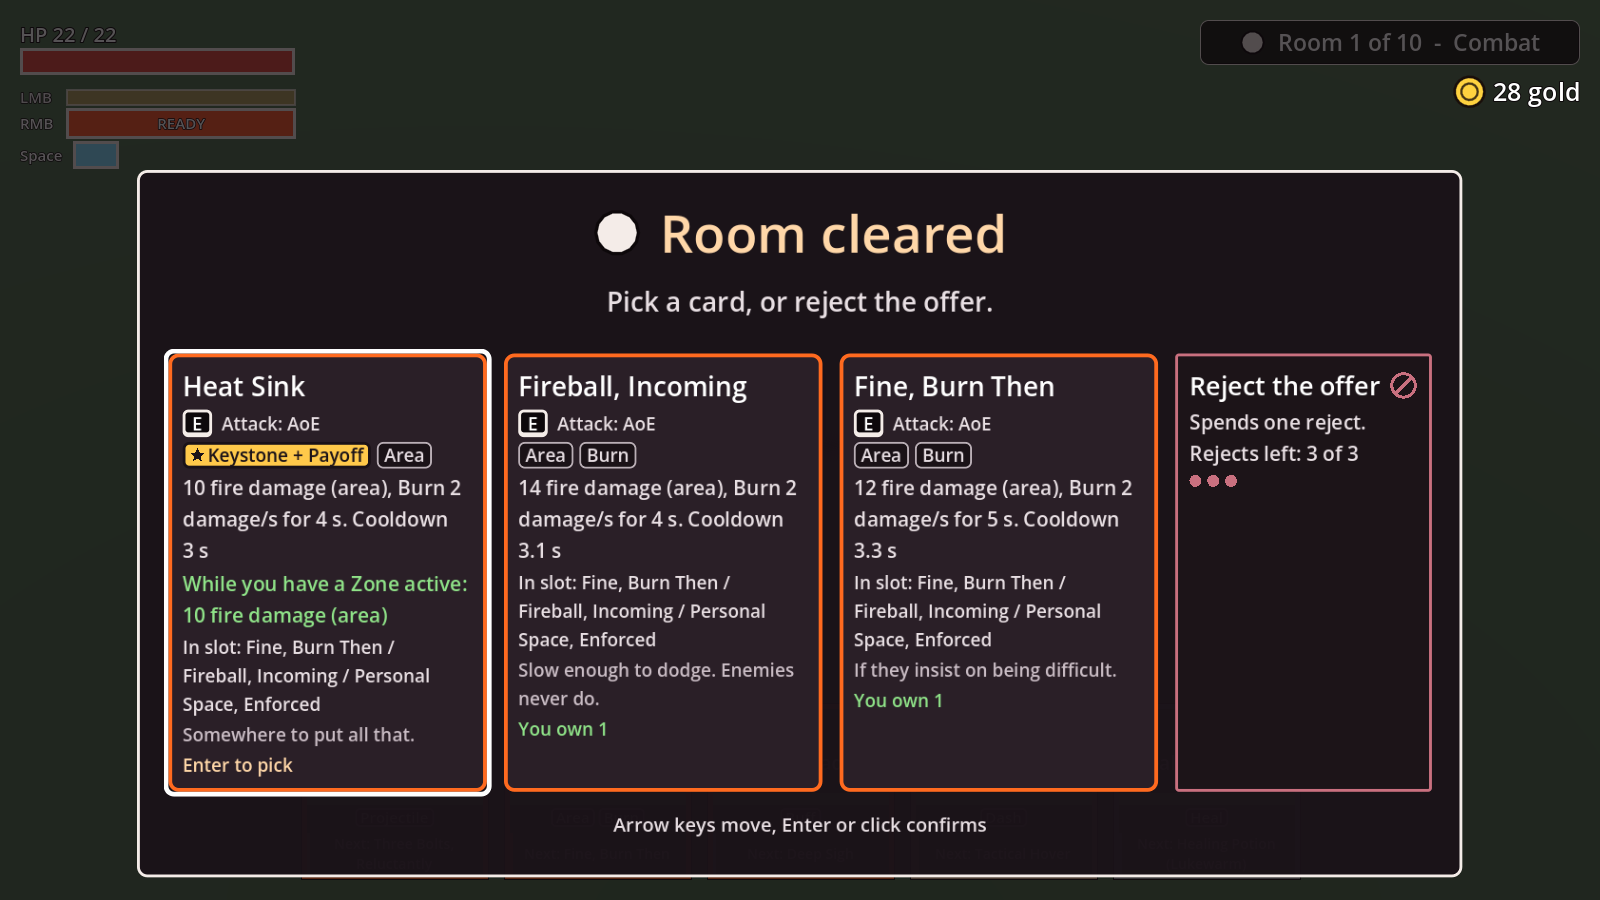 HP 22 / 22
LMB
RMB
READY
Space
Room 1 of 10 - Combat
28 gold
Room cleared
Pick a card, or reject the offer.
Heat Sink
E Attack: AoE
★ Keystone + Payoff Area
10 fire damage (area), Burn 2
damage/s for 4 s. Cooldown
3 s
While you have a Zone active:
10 fire damage (area)
In slot: Fine, Burn Then /
Fireball, Incoming / Personal
Space, Enforced
Somewhere to put all that.
Enter to pick
Fireball, Incoming
E Attack: AoE
Area Burn
14 fire damage (area), Burn 2
damage/s for 4 s. Cooldown
3.1 s
In slot: Fine, Burn Then /
Fireball, Incoming / Personal
Space, Enforced
Slow enough to dodge. Enemies
never do.
You own 1
Fine, Burn Then
E Attack: AoE
Area Burn
12 fire damage (area), Burn 2
damage/s for 5 s. Cooldown
3.3 s
In slot: Fine, Burn Then /
Fireball, Incoming / Personal
Space, Enforced
If they insist on being difficult.
You own 1
Reject the offer
Spends one reject.
Rejects left: 3 of 3
Arrow keys move, Enter or click confirms